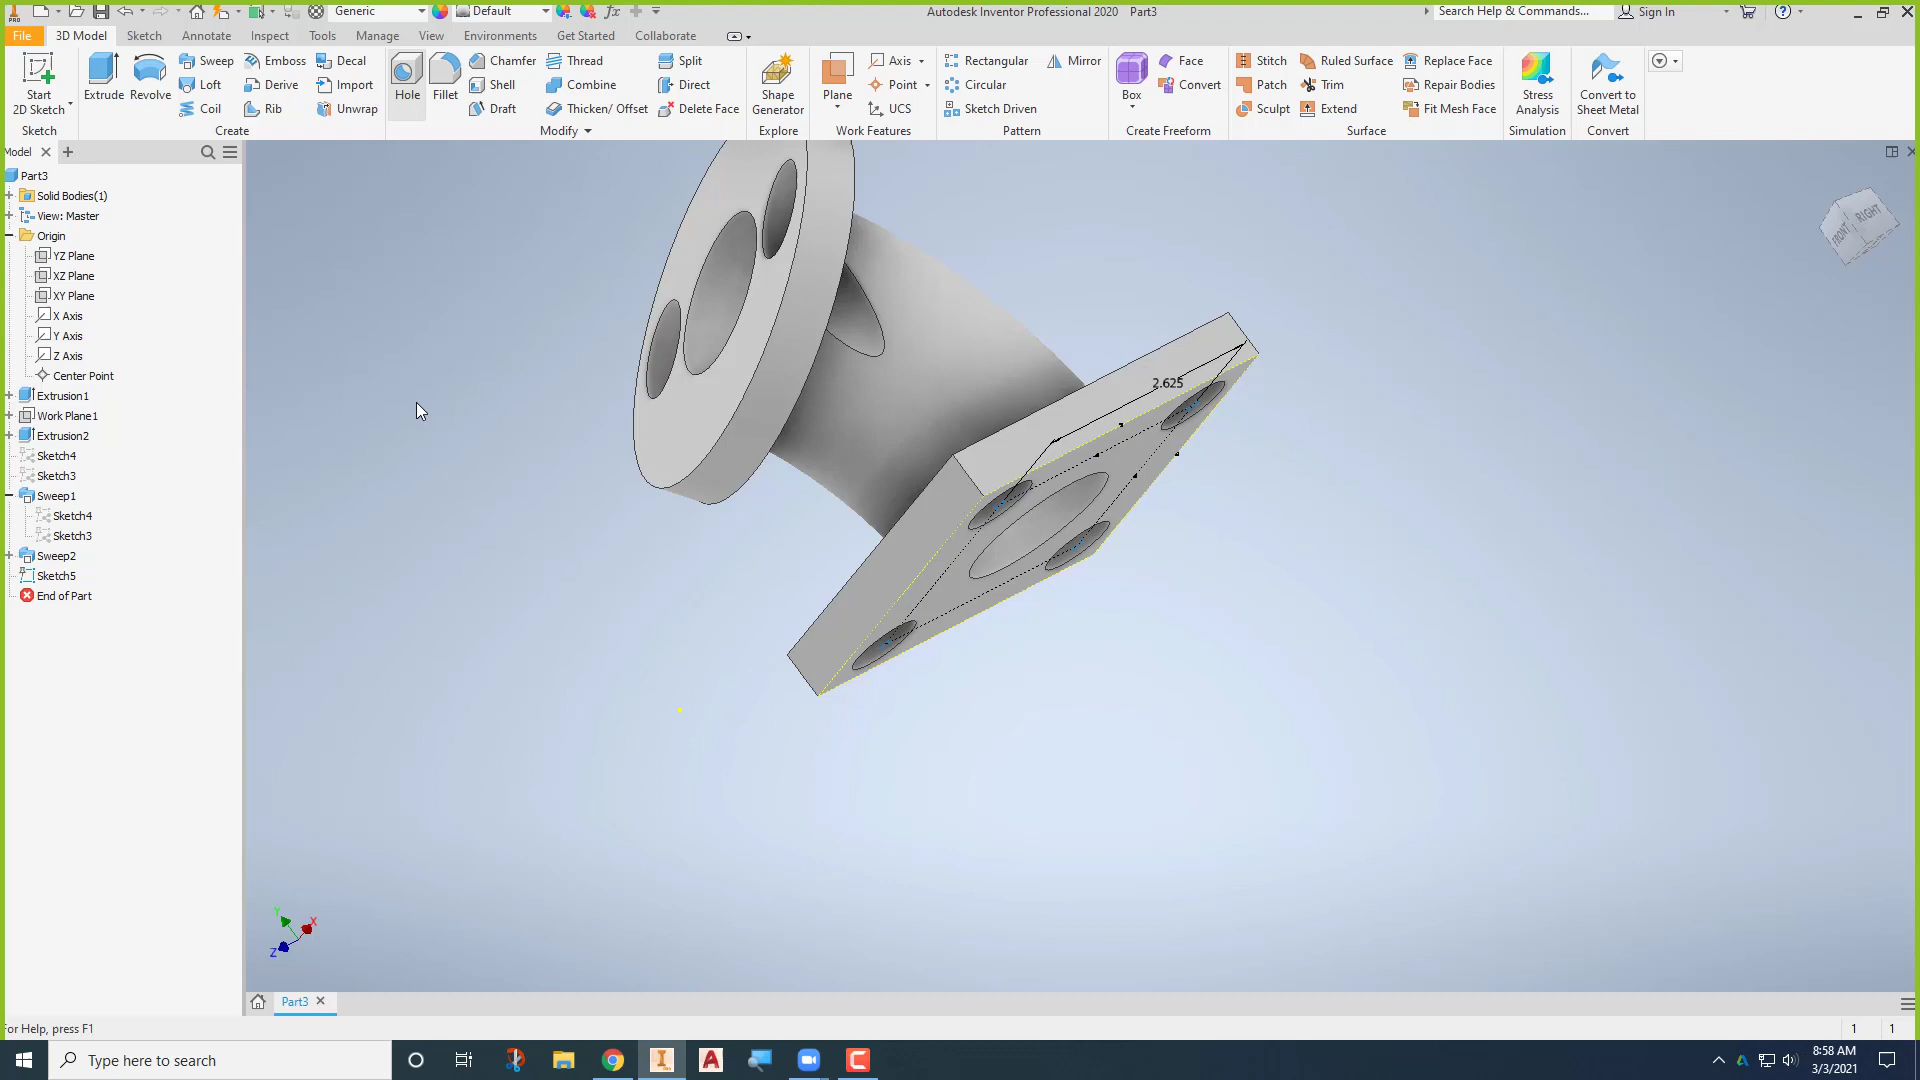 PRO
Generic
Default
fx
Autodesk Inventor Professional 2020 Part3
Search Help & Commands...
Sign In
File
3D Model
Sketch
Annotate
Inspect
Tools
Manage
View
Environments
Get Started
Collaborate
Start
2D Sketch
Extrude
Revolve
Sweep
Loft
Coil
Emboss
Derive
Rib
Decal
Import
Unwrap
Hole
Fillet
Chamfer
Shell
Draft
Thread
Combine
Thicken/ Offset
Split
Direct
Delete Face
Shape
Generator
Plane
Axis
Point
UCS
Rectangular
Circular
Sketch Driven
Mirror
Box
Face
Convert
Stitch
Patch
Sculpt
Ruled Surface
Trim
Extend
Replace Face
Repair Bodies
Fit Mesh Face
Stress
Analysis
Convert to
Sheet Metal
Sketch
Create
Modify
Explore
Work Features
Pattern
Create Freeform
Surface
Simulation
Convert
Model
Part3
Solid Bodies(1)
View: Master
Origin
YZ Plane
XZ Plane
XY Plane
X Axis
Y Axis
Z Axis
Center Point
Extrusion1
Work Plane1
Extrusion2
Sketch4
Sketch3
Sweep1
Sketch4
Sketch3
Sweep2
Sketch5
End of Part
FRONT
RIGHT
2.625
Y
X
Z
Part3
For Help, press F1
1
1
Type here to search
8:58 AM
3/3/2021